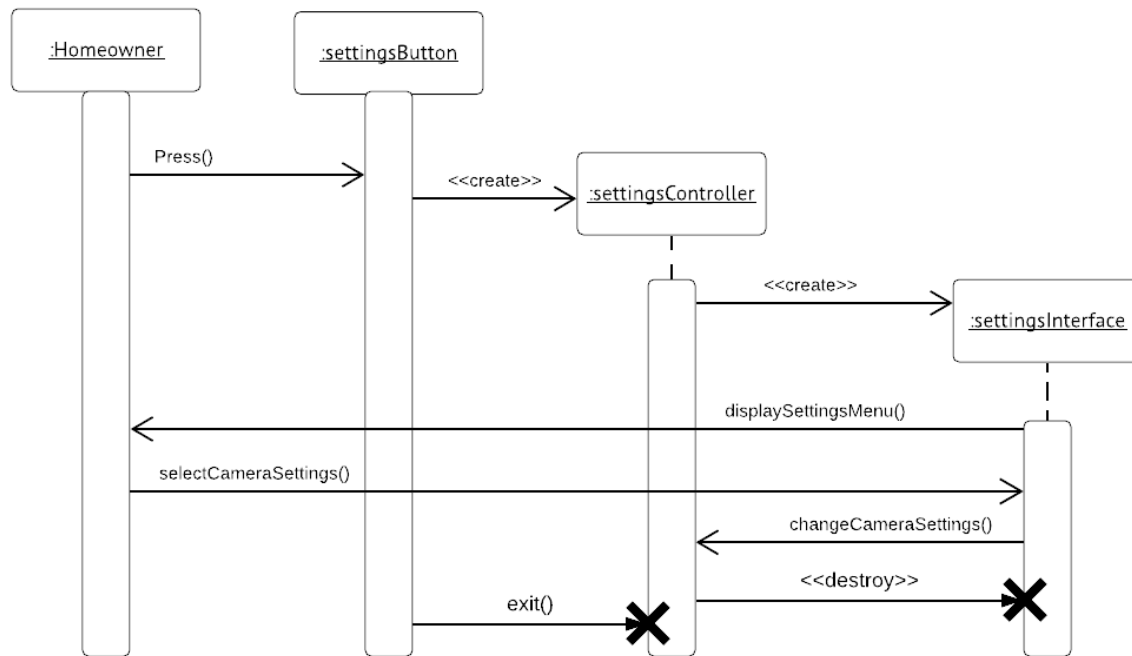 :Homeowner
:settingsButton
Press()
<<create>>
:settingsController
<<create>>
:settingsInterface
displaySettingsMenu()
selectCameraSettings()
changeCameraSettings()
<<destroy>>
exit()